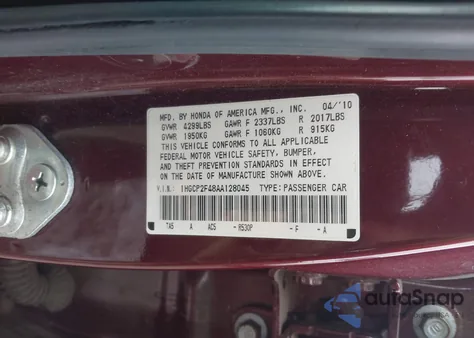 MFD. BY HONDA OF AMERICA MFG., INC. 04/'10
GVWR 4299LBS GAWR F 2337LBS R 2017LBS
GVWR 1950KG GAWR F 1060KG R 915KG
THIS VEHICLE CONFORMS TO ALL APPLICABLE
FEDERAL MOTOR VEHICLE SAFETY, BUMPER,
AND THEFT PREVENTION STANDARDS IN EFFECT
ON THE DATE OF MANUFACTURE SHOWN ABOVE.
V.I.N.: 1HGCP2F48AA128045 TYPE: PASSENGER CAR
TA5 A AC5 - R530P - F - A
autoSnap